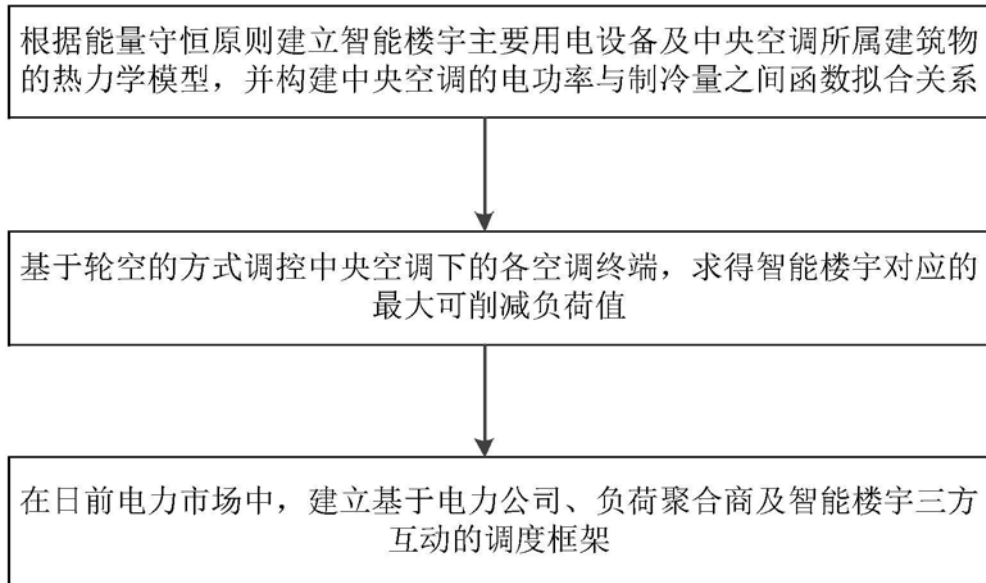 根据能量守恒原则建立智能楼宇主要用电设备及中央空调所属建筑物
的热力学模型，并构建中央空调的电功率与制冷量之间函数拟合关系
基于轮空的方式调控中央空调下的各空调终端，求得智能楼宇对应的
最大可削减负荷值
在日前电力市场中，建立基于电力公司、负荷聚合商及智能楼宇三方
互动的调度框架